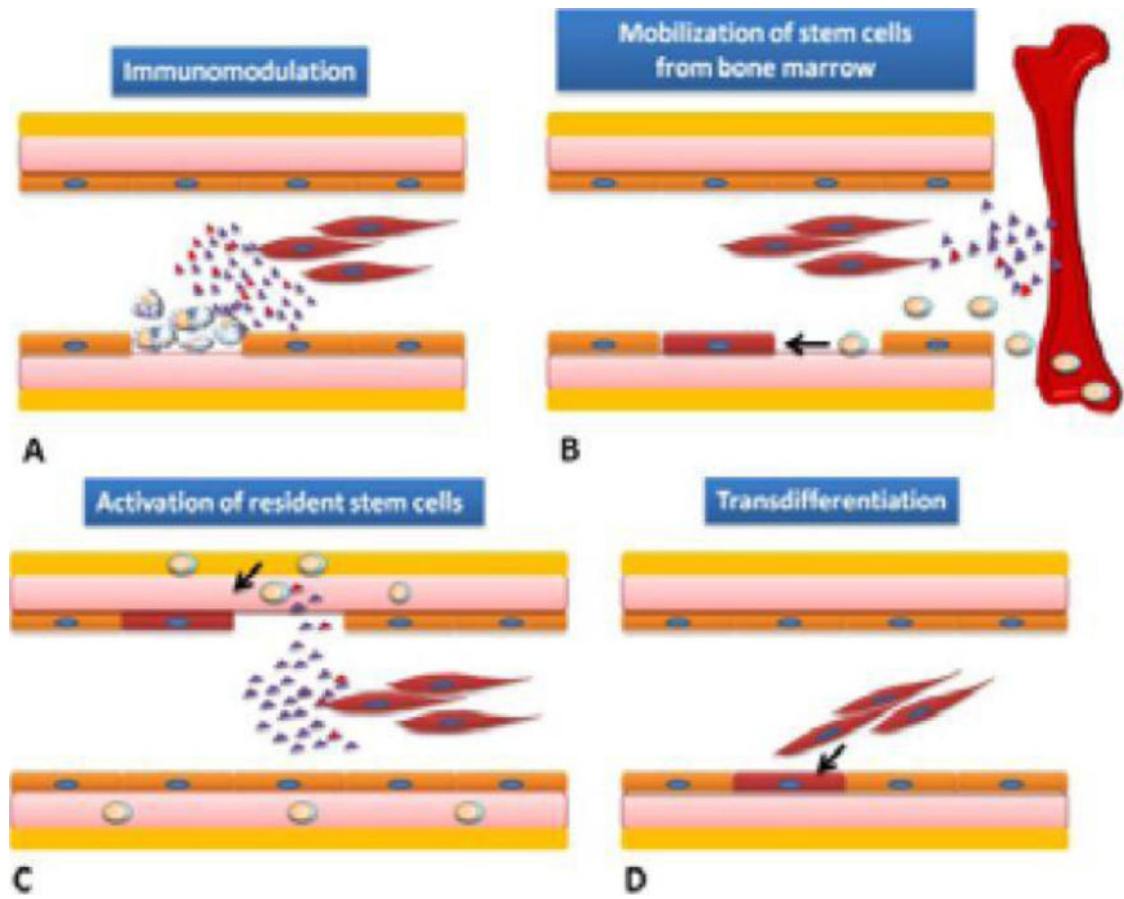 Immunomodulation
Mobilization of stem cells
from bone marrow
A
B
Activation of resident stem cells
Transdifferentiation
C
D